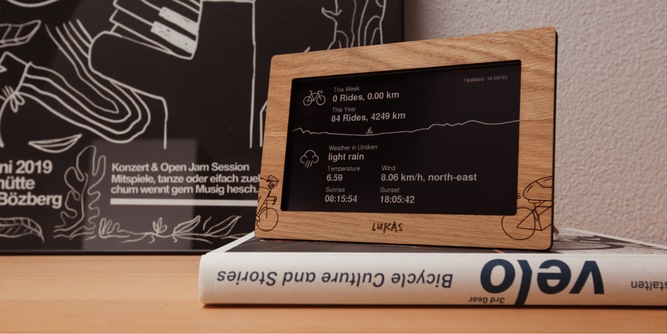 ni 2019
hütte
Bözberg
Konzert & Open Jam Session
Mitspiele, tanze oder eifach zuel
chum wennt gern Musig hesch.
Updated: 10:00:05
This Week
0 Rides, 0.00 km
This Year
84 Rides, 4249 km
Weather in Umiken
light rain
Temperature
6.59
Wind
8.06 km/h, north-east
Sunrise
08:15:54
Sunset
18:05:42
LUKAS
Bicycle Culture and Stories
velo
3rd Gear
stalten